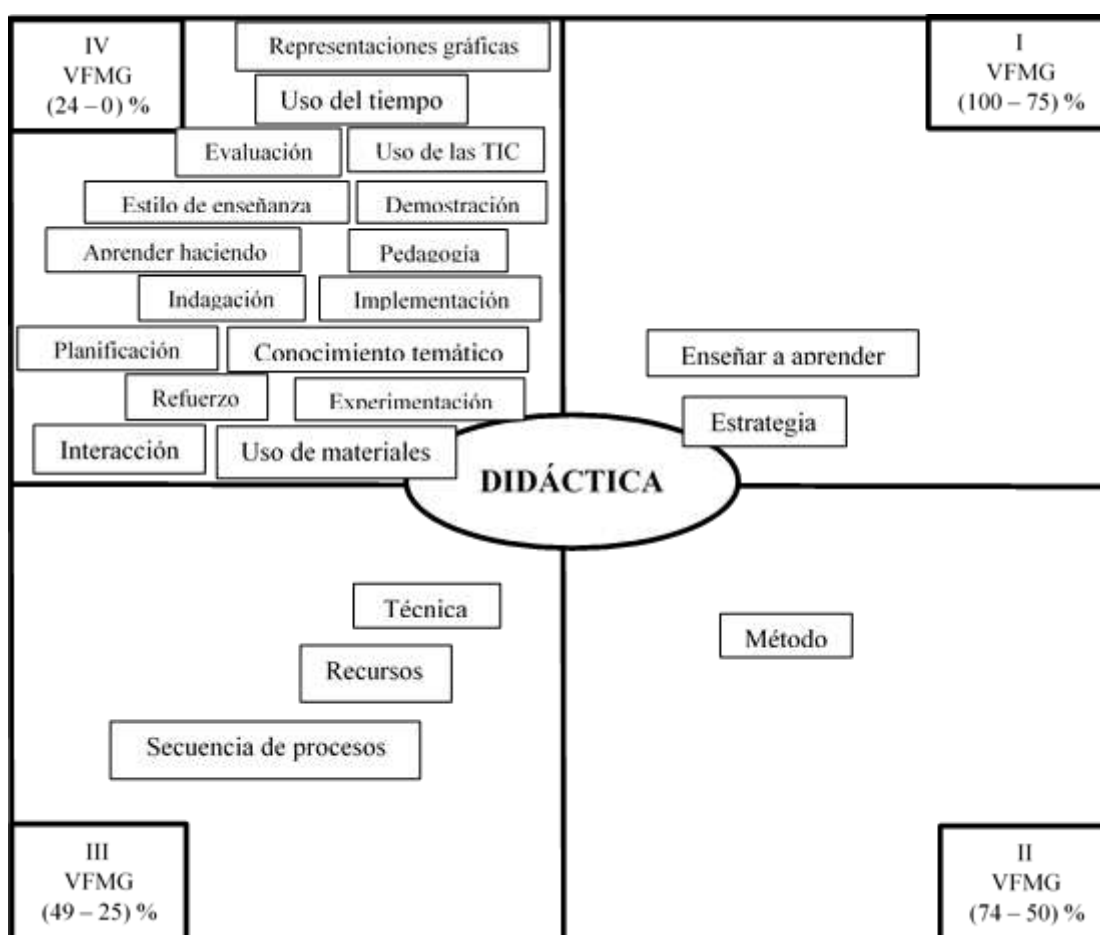 IV
VFMG
(24 – 0) %
Representaciones gráficas
Uso del tiempo
Evaluación
Uso de las TIC
Estilo de enseñanza
Demostración
Aprender haciendo
Pedagogía
Indagación
Implementación
Planificación
Conocimiento temático
Refuerzo
Experimentación
Interacción
Uso de materiales
I
VFMG
(100 – 75) %
Enseñar a aprender
Estrategia
DIDÁCTICA
Técnica
Recursos
Secuencia de procesos
III
VFMG
(49 – 25) %
Método
II
VFMG
(74 – 50) %